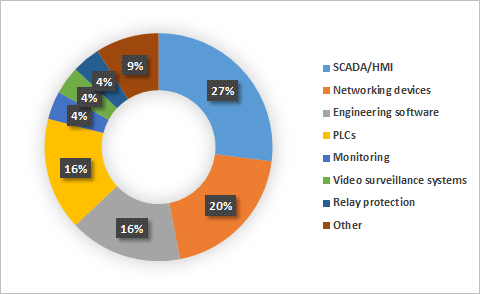 27%
20%
16%
16%
4%
4%
4%
9%
SCADA/HMI
Networking devices
Engineering software
PLCs
Monitoring
Video surveillance systems
Relay protection
Other